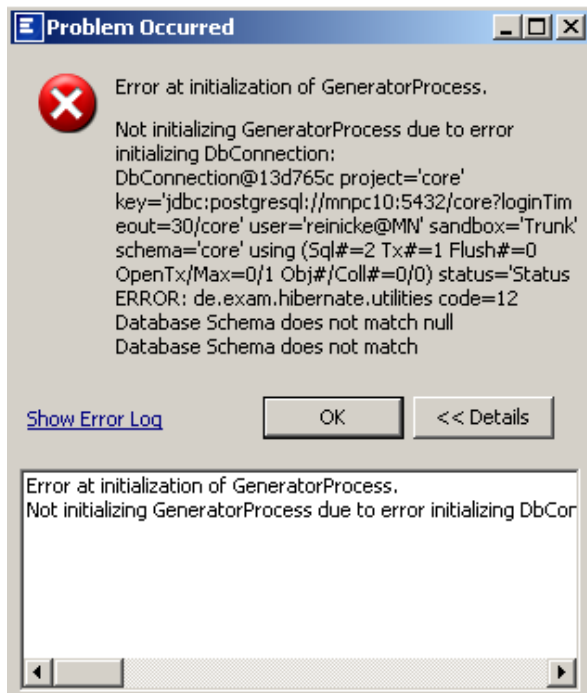 Problem Occurred
Error at initialization of GeneratorProcess.
Not initializing GeneratorProcess due to error
initializing DbConnection:
DbConnection@13d765c project='core'
key='jdbc:postgresql://mnpc10:5432/core?loginTim
eout=30/core' user='reinicke@MN' sandbox='Trunk'
schema='core' using (Sql#=2 Tx#=1 Flush#=0
OpenTx/Max=0/1 Obj#/Coll#=0/0) status='Status
ERROR: de.exam.hibernate.utilities code=12
Database Schema does not match null
Database Schema does not match
Show Error Log
OK
<< Details
Error at initialization of GeneratorProcess.
Not initializing GeneratorProcess due to error initializing DbCor